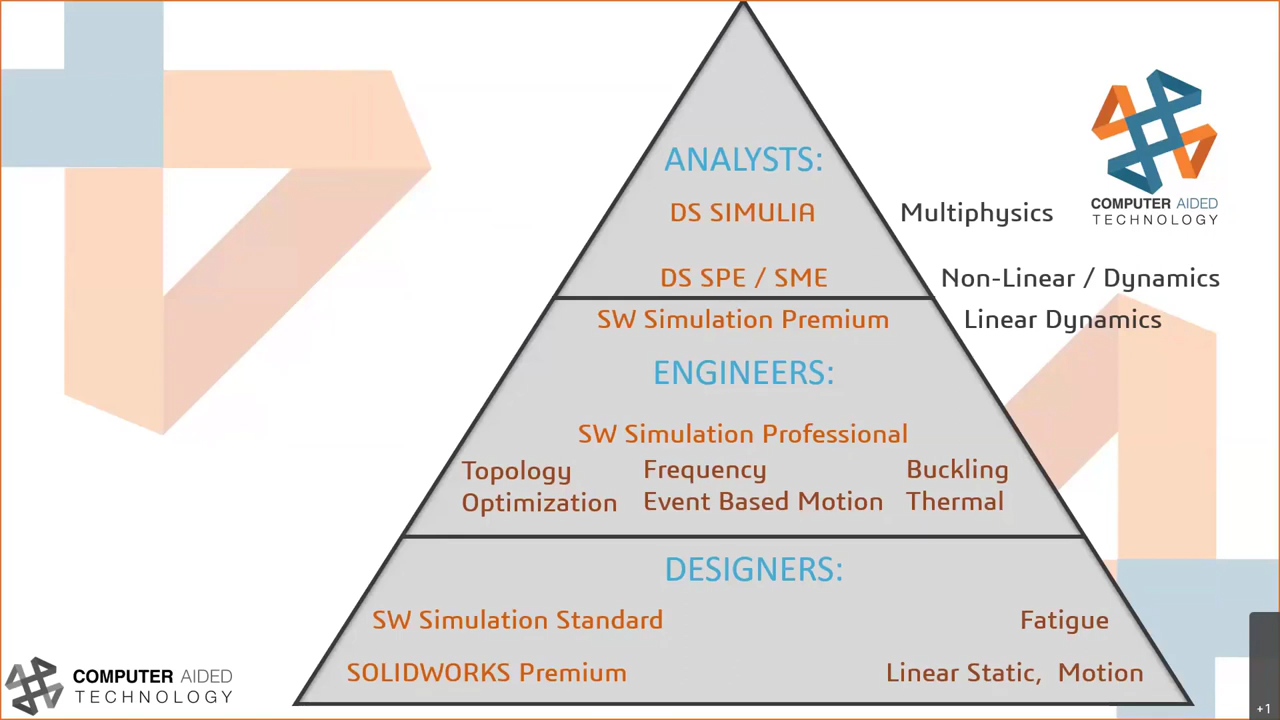 ANALYSTS:
DS SIMULIA Multiphysics
COMPUTER AIDED
TECHNOLOGY
DS SPE / SME Non-Linear / Dynamics
SW Simulation Premium Linear Dynamics
ENGINEERS:
SW Simulation Professional
Topology Frequency Buckling
Optimization Event Based Motion Thermal
DESIGNERS:
SW Simulation Standard Fatigue
SOLIDWORKS Premium Linear Static, Motion
COMPUTER AIDED
TECHNOLOGY
+1